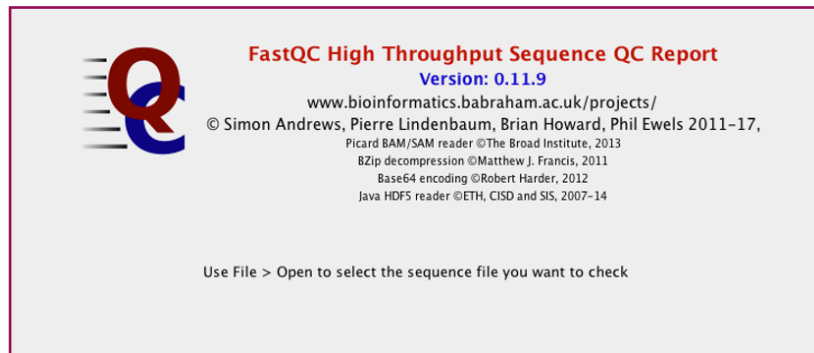 QC
FastQC High Throughput Sequence QC Report
Version: 0.11.9
www.bioinformatics.babraham.ac.uk/projects/
© Simon Andrews, Pierre Lindenbaum, Brian Howard, Phil Ewels 2011-17,
Picard BAM/SAM reader ©The Broad Institute, 2013
BZip decompression ©Matthew J. Francis, 2011
Base64 encoding ©Robert Harder, 2012
Java HDF5 reader ©ETH, CISD and SIS, 2007-14
Use File > Open to select the sequence file you want to check